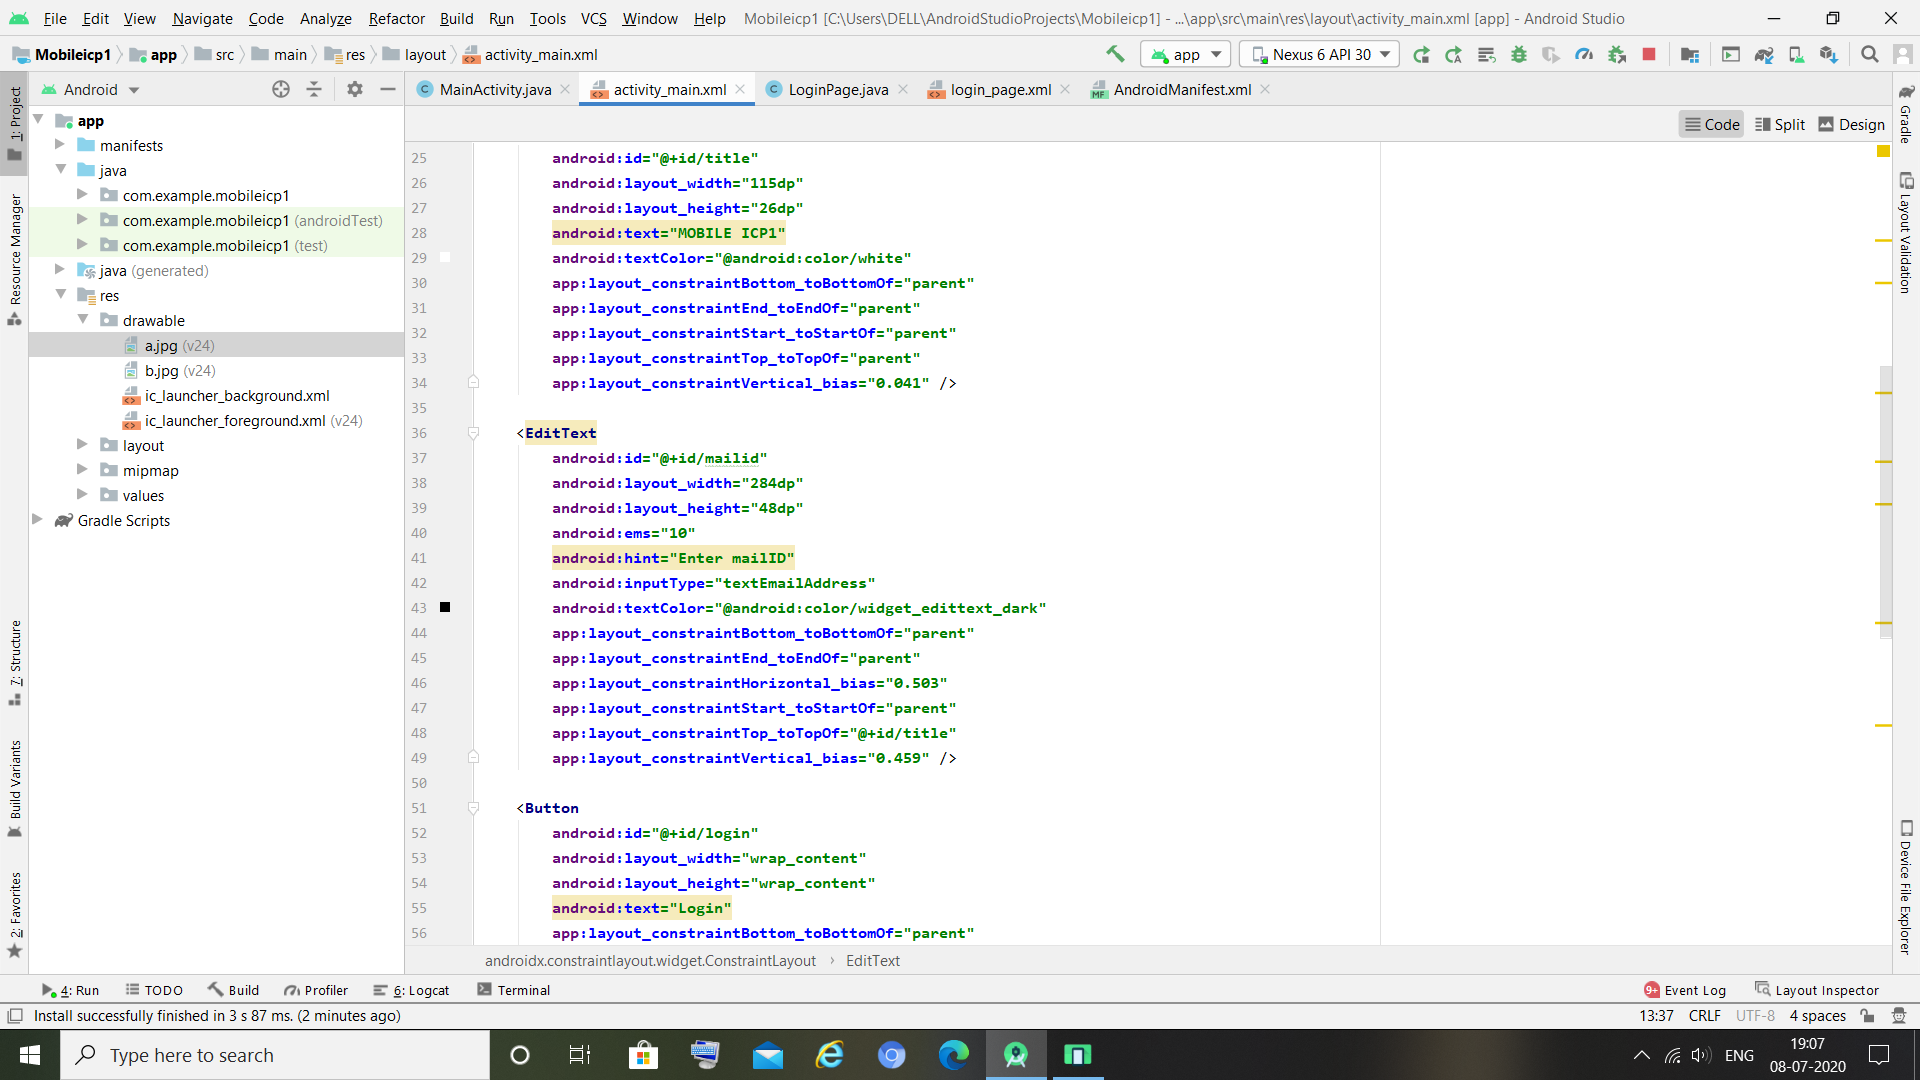 File Edit View Navigate Code Analyze Refactor Build Run Tools VCS Window Help Mobileicp1 [C:\Users\DELL\AndroidStudioProjects\Mobileicp1] - ...\app\src\main\res\layout\activity_main.xml [app] - Android Studio
Mobileicp1 app src main res layout activity_main.xml app Nexus 6 API 30
Android
MainActivity.java activity_main.xml LoginPage.java login_page.xml AndroidManifest.xml
Code Split Design
1: Project
Resource Manager
7: Structure
Build Variants
2: Favorites
app
manifests
java
com.example.mobileicp1
com.example.mobileicp1 (androidTest)
com.example.mobileicp1 (test)
java (generated)
res
drawable
a.jpg (v24)
b.jpg (v24)
ic_launcher_background.xml
ic_launcher_foreground.xml (v24)
layout
mipmap
values
Gradle Scripts
25 android:id="@+id/title"
26 android:layout_width="115dp"
27 android:layout_height="26dp"
28 android:text="MOBILE ICP1"
29 android:textColor="@android:color/white"
30 app:layout_constraintBottom_toBottomOf="parent"
31 app:layout_constraintEnd_toEndOf="parent"
32 app:layout_constraintStart_toStartOf="parent"
33 app:layout_constraintTop_toTopOf="parent"
34 app:layout_constraintVertical_bias="0.041" />
35
36 <EditText
37 android:id="@+id/mailid"
38 android:layout_width="284dp"
39 android:layout_height="48dp"
40 android:ems="10"
41 android:hint="Enter mailID"
42 android:inputType="textEmailAddress"
43 android:textColor="@android:color/widget_edittext_dark"
44 app:layout_constraintBottom_toBottomOf="parent"
45 app:layout_constraintEnd_toEndOf="parent"
46 app:layout_constraintHorizontal_bias="0.503"
47 app:layout_constraintStart_toStartOf="parent"
48 app:layout_constraintTop_toTopOf="@+id/title"
49 app:layout_constraintVertical_bias="0.459" />
50
51 <Button
52 android:id="@+id/login"
53 android:layout_width="wrap_content"
54 android:layout_height="wrap_content"
55 android:text="Login"
56 app:layout_constraintBottom_toBottomOf="parent"
androidx.constraintlayout.widget.ConstraintLayout › EditText
Gradle
Layout Validation
Device File Explorer
4: Run TODO Build Profiler 6: Logcat Terminal 9+ Event Log Layout Inspector
Install successfully finished in 3 s 87 ms. (2 minutes ago) 13:37 CRLF UTF-8 4 spaces
Type here to search
ENG
19:07
08-07-2020